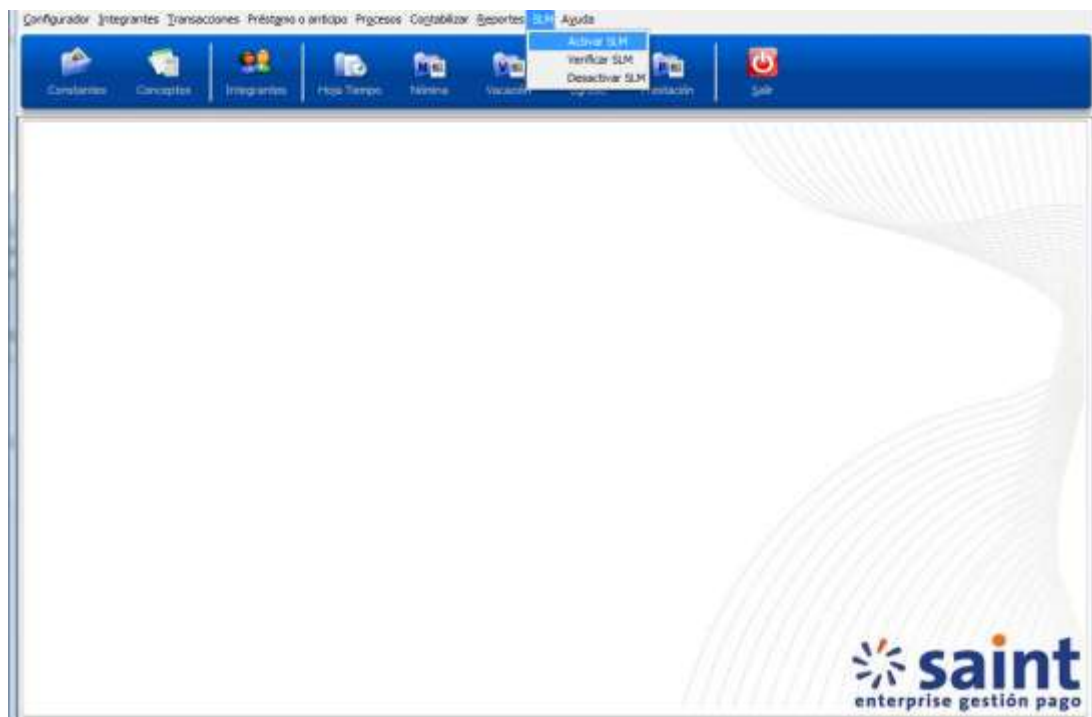 Configurador Integrantes Transacciones Préstamo o anticipo Procesos Contabilizar Reportes SLM Ayuda
Activar SLM
Verificar SLM
Desactivar SLM
Constantes Conceptos Integrantes Hoja Tiempo Nómina Vacación Salir
saint
enterprise gestión pago